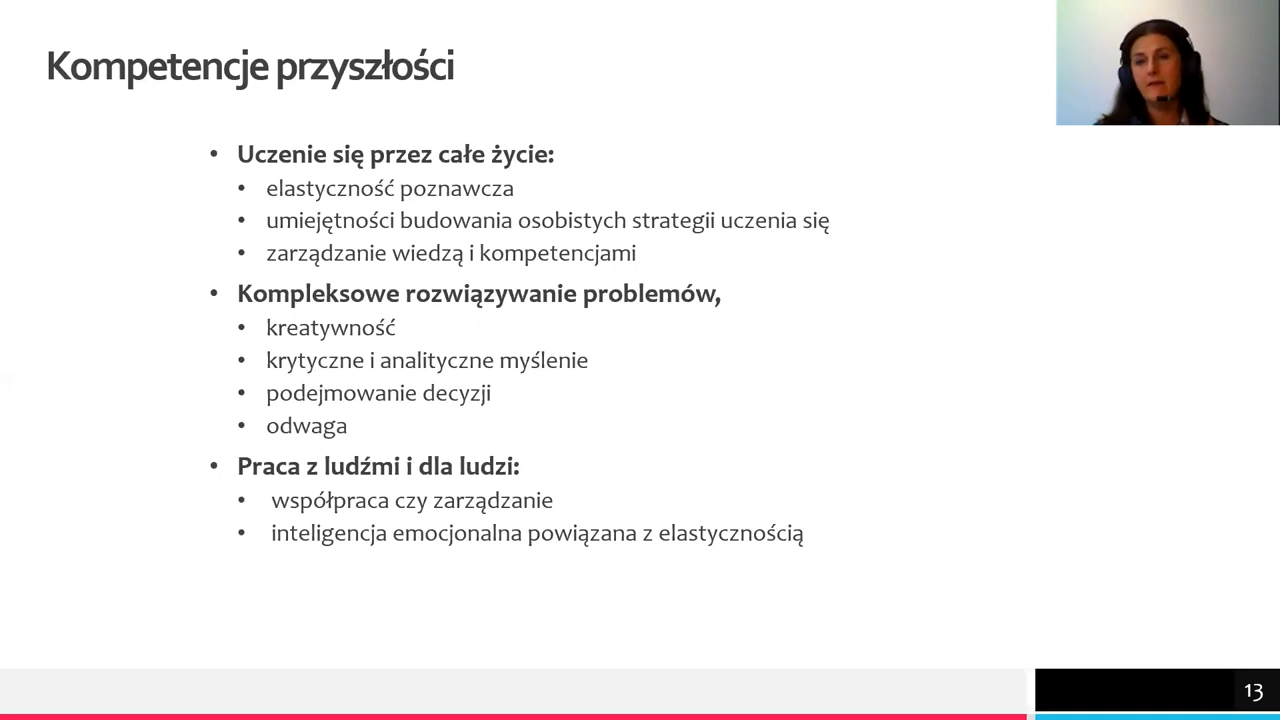 Kompetencje przyszłości
• Uczenie się przez całe życie:
• elastyczność poznawcza
• umiejętności budowania osobistych strategii uczenia się
• zarządzanie wiedzą i kompetencjami
• Kompleksowe rozwiązywanie problemów,
• kreatywność
• krytyczne i analityczne myślenie
• podejmowanie decyzji
• odwaga
• Praca z ludźmi i dla ludzi:
• współpraca czy zarządzanie
• inteligencja emocjonalna powiązana z elastycznością
13